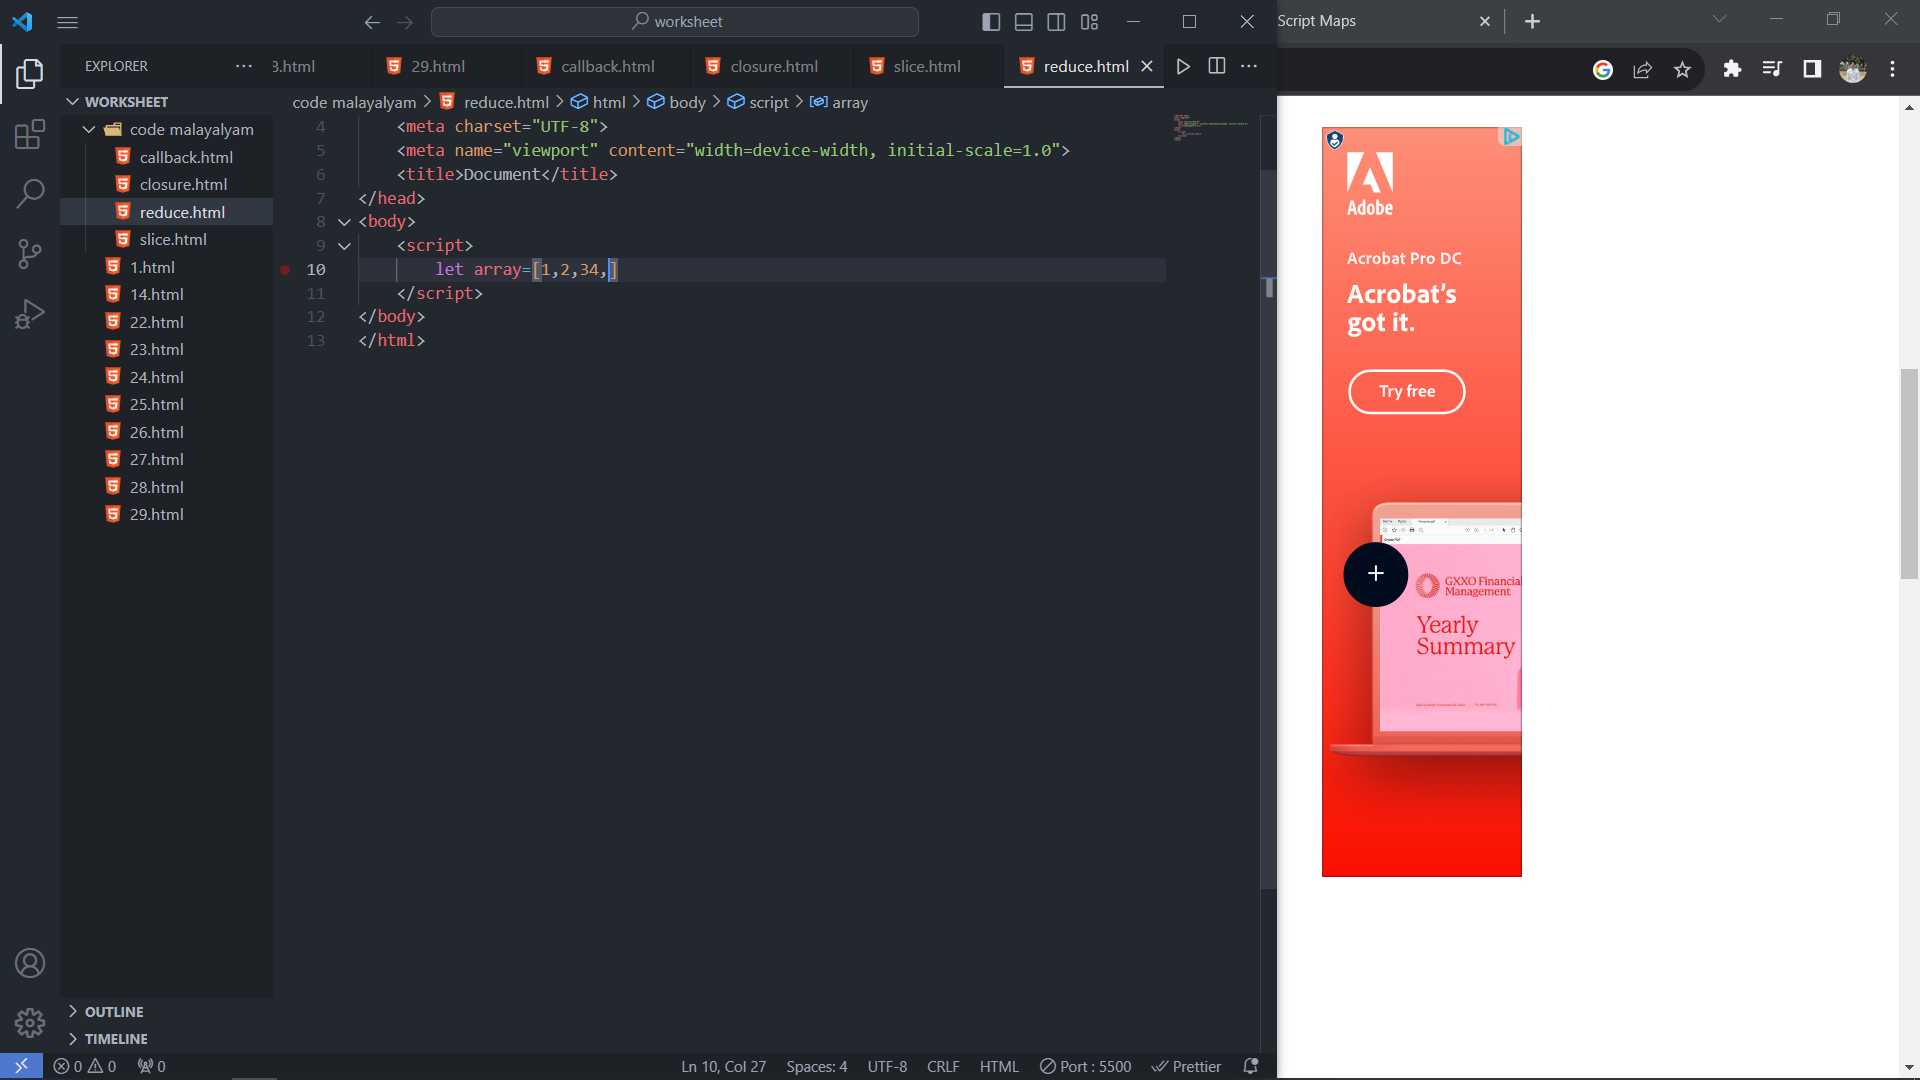 worksheet
EXPLORER
3.html
29.html
callback.html
closure.html
slice.html
reduce.html
WORKSHEET
code malayalyam
callback.html
closure.html
reduce.html
slice.html
1.html
14.html
22.html
23.html
24.html
25.html
26.html
27.html
28.html
29.html
OUTLINE
TIMELINE
code malayalyam > reduce.html > html > body > script > array
4 <meta charset="UTF-8">
5 <meta name="viewport" content="width=device-width, initial-scale=1.0">
6 <title>Document</title>
7 </head>
8 <body>
9 <script>
10 let array=[1,2,34,]
11 </script>
12 </body>
13 </html>
0 0 0
Ln 10, Col 27 Spaces: 4 UTF-8 CRLF HTML Port : 5500 Prettier
Script Maps
Adobe
Acrobat Pro DC
Acrobat's
got it.
Try free
GXXO Financial
Management
Yearly
Summary